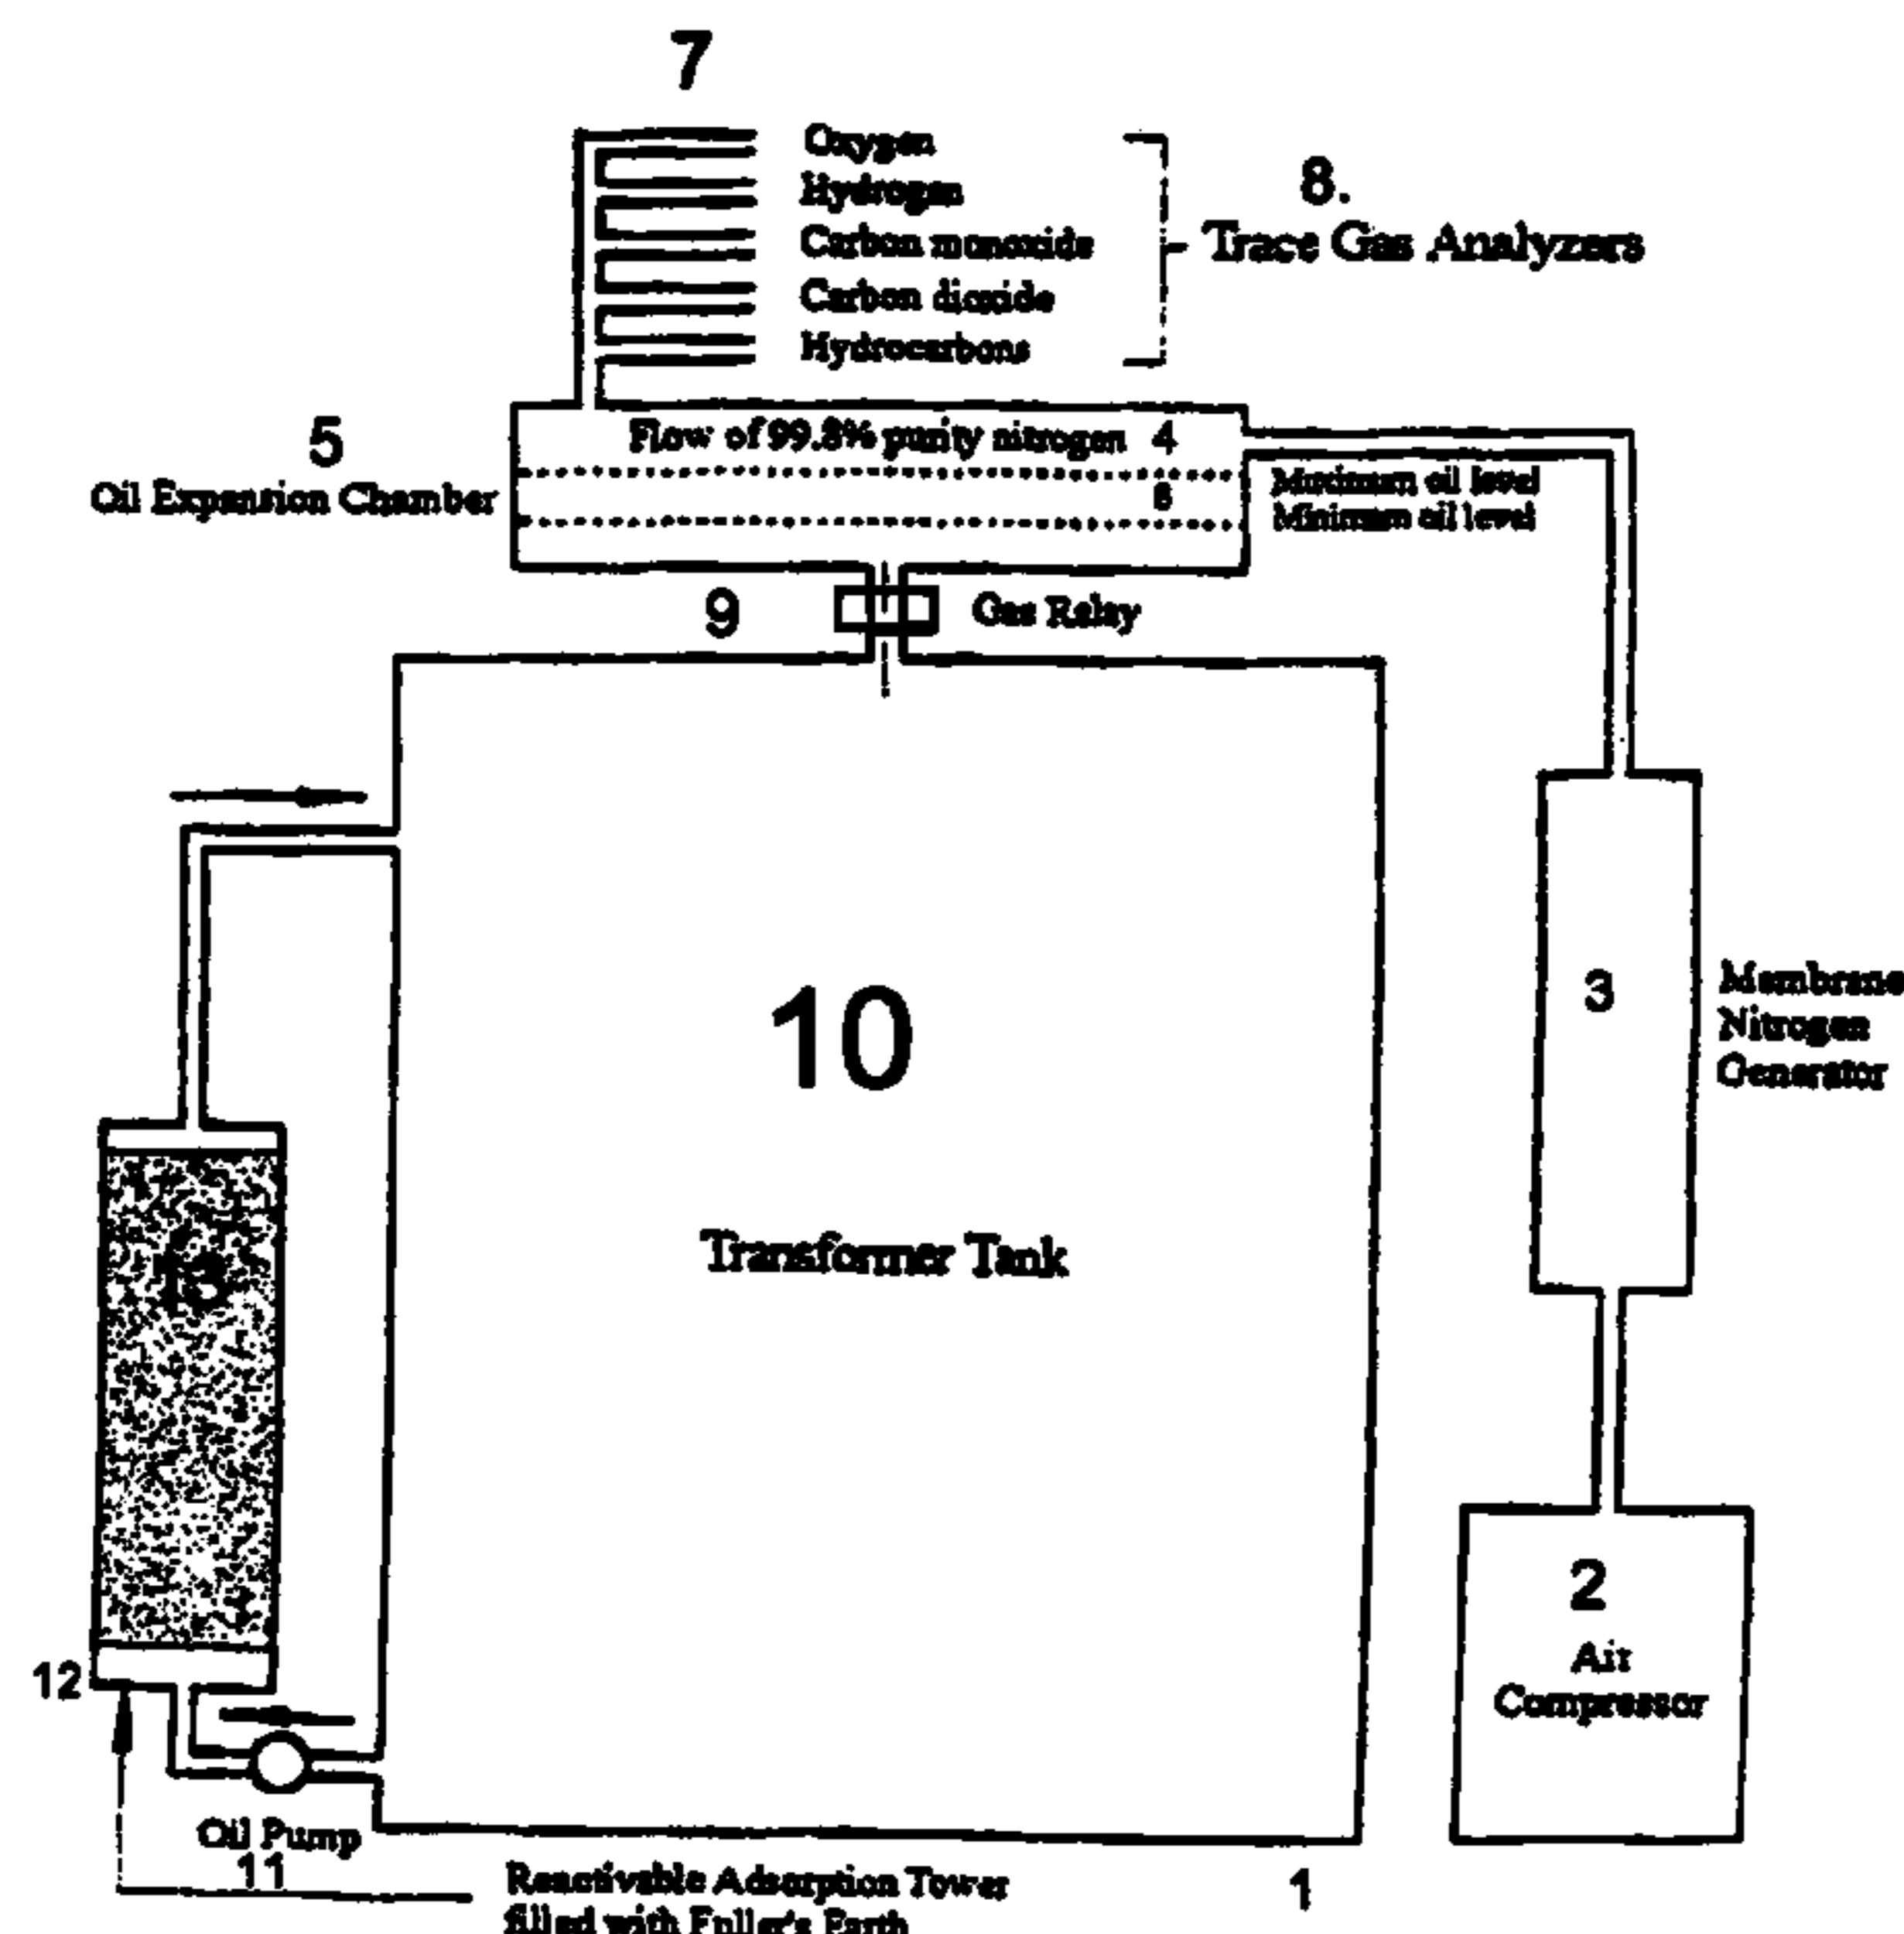 7
Oxygen
Hydrogen
Carbon monoxide
Carbon dioxide
Hydrocarbons
8.
Trace Gas Analyzers
5
Oil Expansion Chamber
Flow of 99.8% purity nitrogen 4
Maximum oil level
Minimum oil level
9
Gas Relay
10
Transformer Tank
3
Membrane
Nitrogen
Generator
2
Air
Compressor
12
Oil Pump
11
Reactivable Adsorption Tower
filled with Fuller's Earth
1